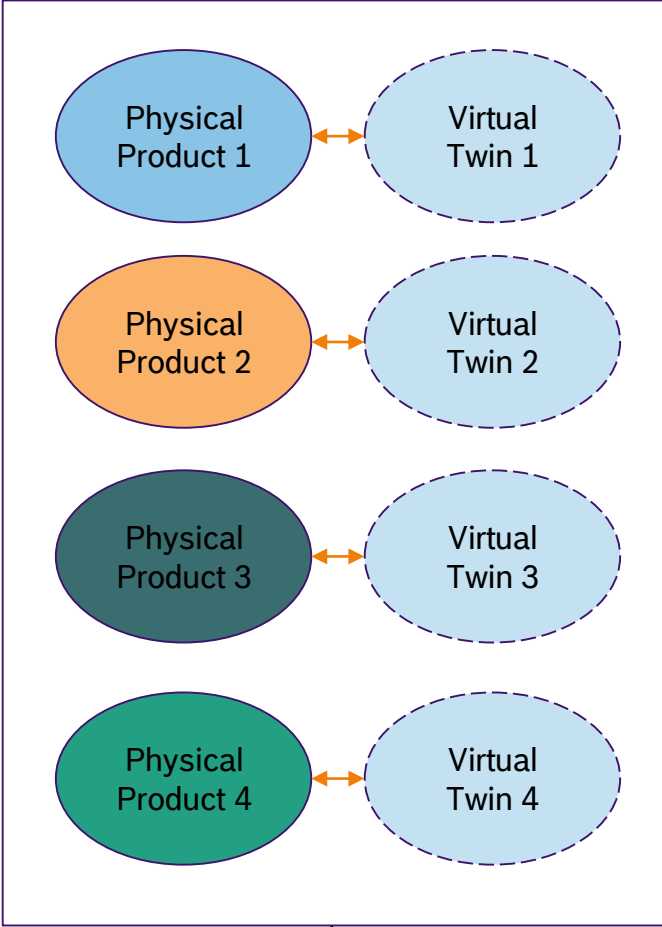 Physical
Product 1
Virtual
Twin 1
Physical
Product 2
Virtual
Twin 2
Physical
Product 3
Virtual
Twin 3
Physical
Product 4
Virtual
Twin 4